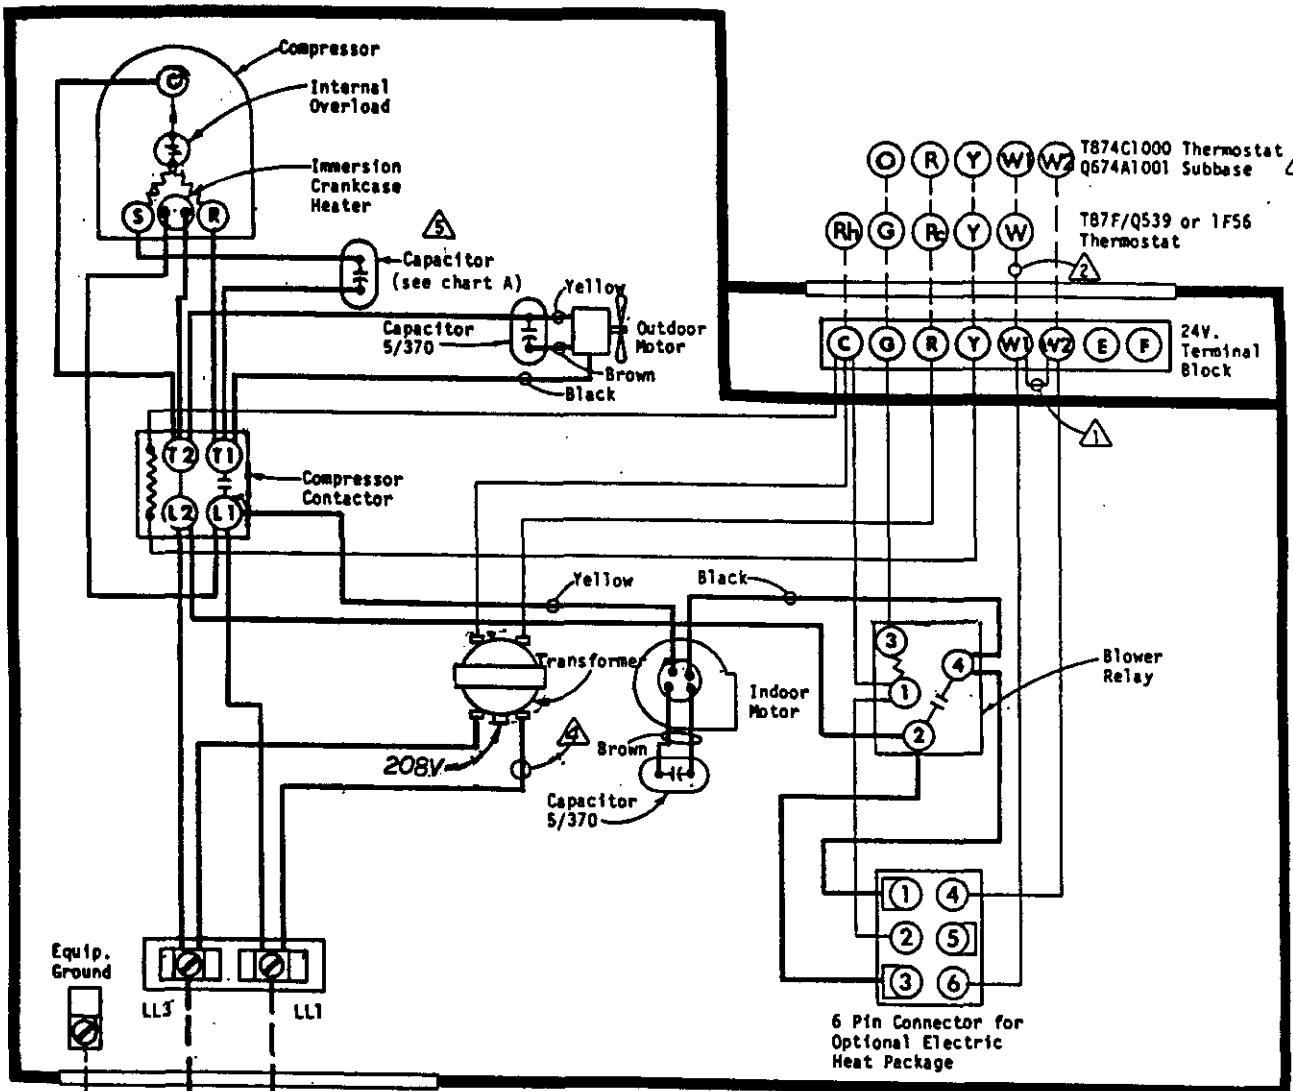 Compressor
C
Internal
Overload
Immersion
Crankcase
Heater
S
R
5
Capacitor
(see chart A)
Yellow
Capacitor
5/370
Outdoor
Motor
Brown
Black
O R Y W1 W2
T874C1000 Thermostat
Q674A1001 Subbase
Rh G Rc Y W
T87F/Q539 or 1F56
Thermostat
2
C G R Y W1 W2 E F
24V.
Terminal
Block
1
T2 T1
L2 L1
Compressor
Contactor
Yellow
Black
Transformer
208V
4
Indoor
Motor
Brown
Capacitor
5/370
3
4
1
2
Blower
Relay
1 4
2 5
3 6
6 Pin Connector for
Optional Electric
Heat Package
Equip.
Ground
LL3
LL1